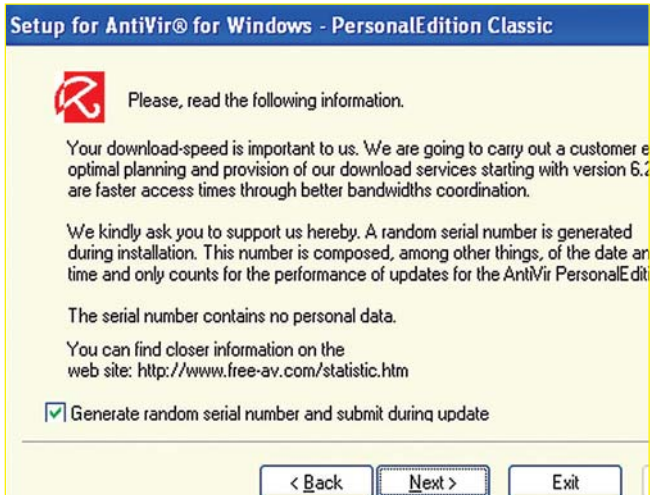 Setup for AntiVir® for Windows - PersonalEdition Classic
Please, read the following information.
Your download-speed is important to us. We are going to carry out a customer e
optimal planning and provision of our download services starting with version 6.2
are faster access times through better bandwidths coordination.
We kindly ask you to support us hereby. A random serial number is generated
during installation. This number is composed, among other things, of the date an
time and only counts for the performance of updates for the AntiVir PersonalEditi
The serial number contains no personal data.
You can find closer information on the
web site: http://www.free-av.com/statistic.htm
Generate random serial number and submit during update
< Back Next > Exit